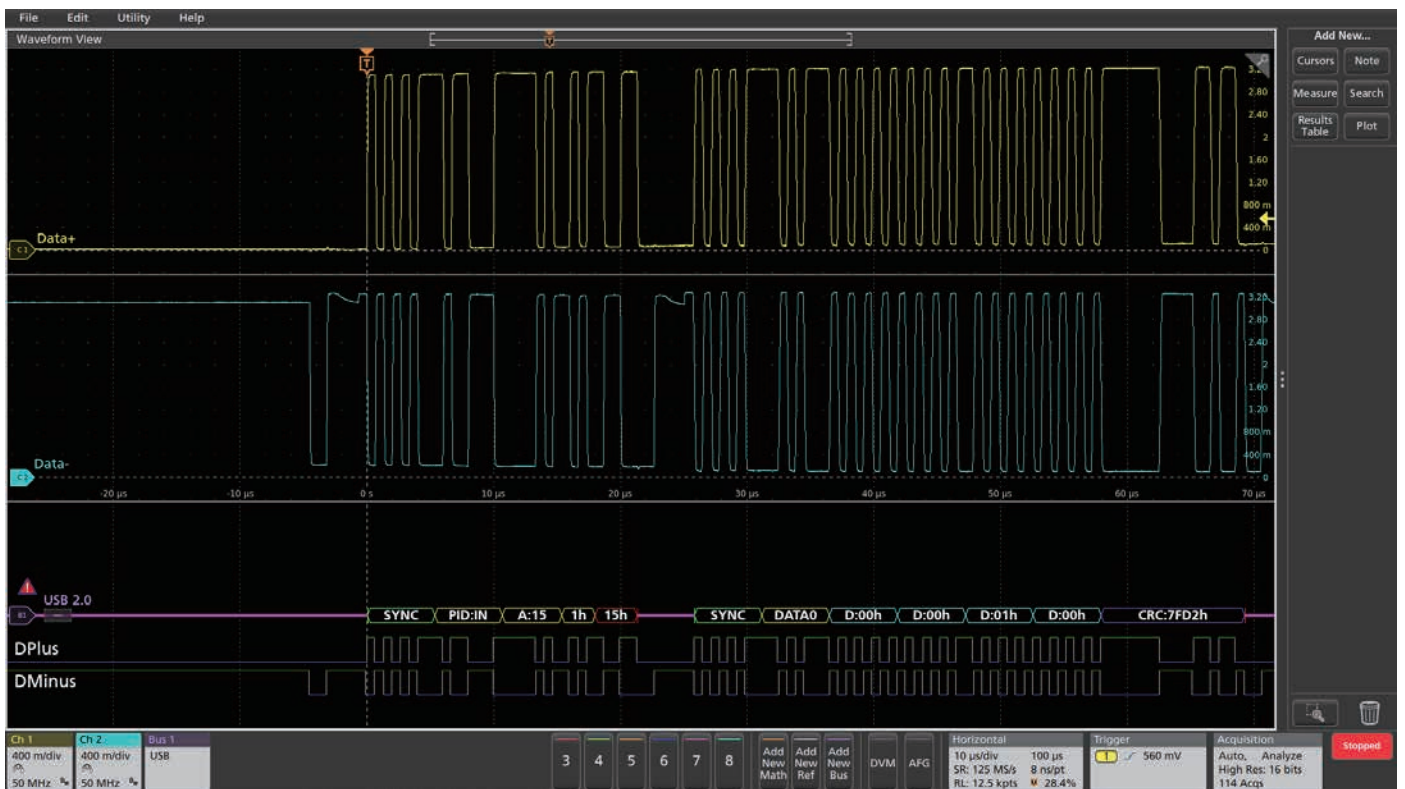 File Edit Utility Help
Waveform View
Add New...
Cursors Note
Measure Search
Results Table Plot
T
T
2.80
2.40
2
1.60
1.20
800 m
400 m
0
Data+
C1
3.20
2.80
2.40
2
1.60
1.20
800 m
400 m
0
Data-
C2
-20 µs -10 µs 0 s 10 µs 20 µs 30 µs 40 µs 50 µs 60 µs 70 µs
!
USB 2.0
B1
SYNC PID:IN A:15 1h 15h SYNC DATA0 D:00h D:00h D:01h D:00h CRC:7FD2h
DPlus
DMinus
Ch 1 Ch 2 Bus 1
400 m/div 400 m/div USB
50 MHz 50 MHz
3 4 5 6 7 8
Add New Math Add New Ref Add New Bus
DVM AFG
Horizontal
10 µs/div 100 µs
SR: 125 MS/s 8 ns/pt
RL: 12.5 kpts 28.4%
Trigger
1 560 mV
Acquisition
Auto, Analyze
High Res: 16 bits
114 Acqs
Stopped